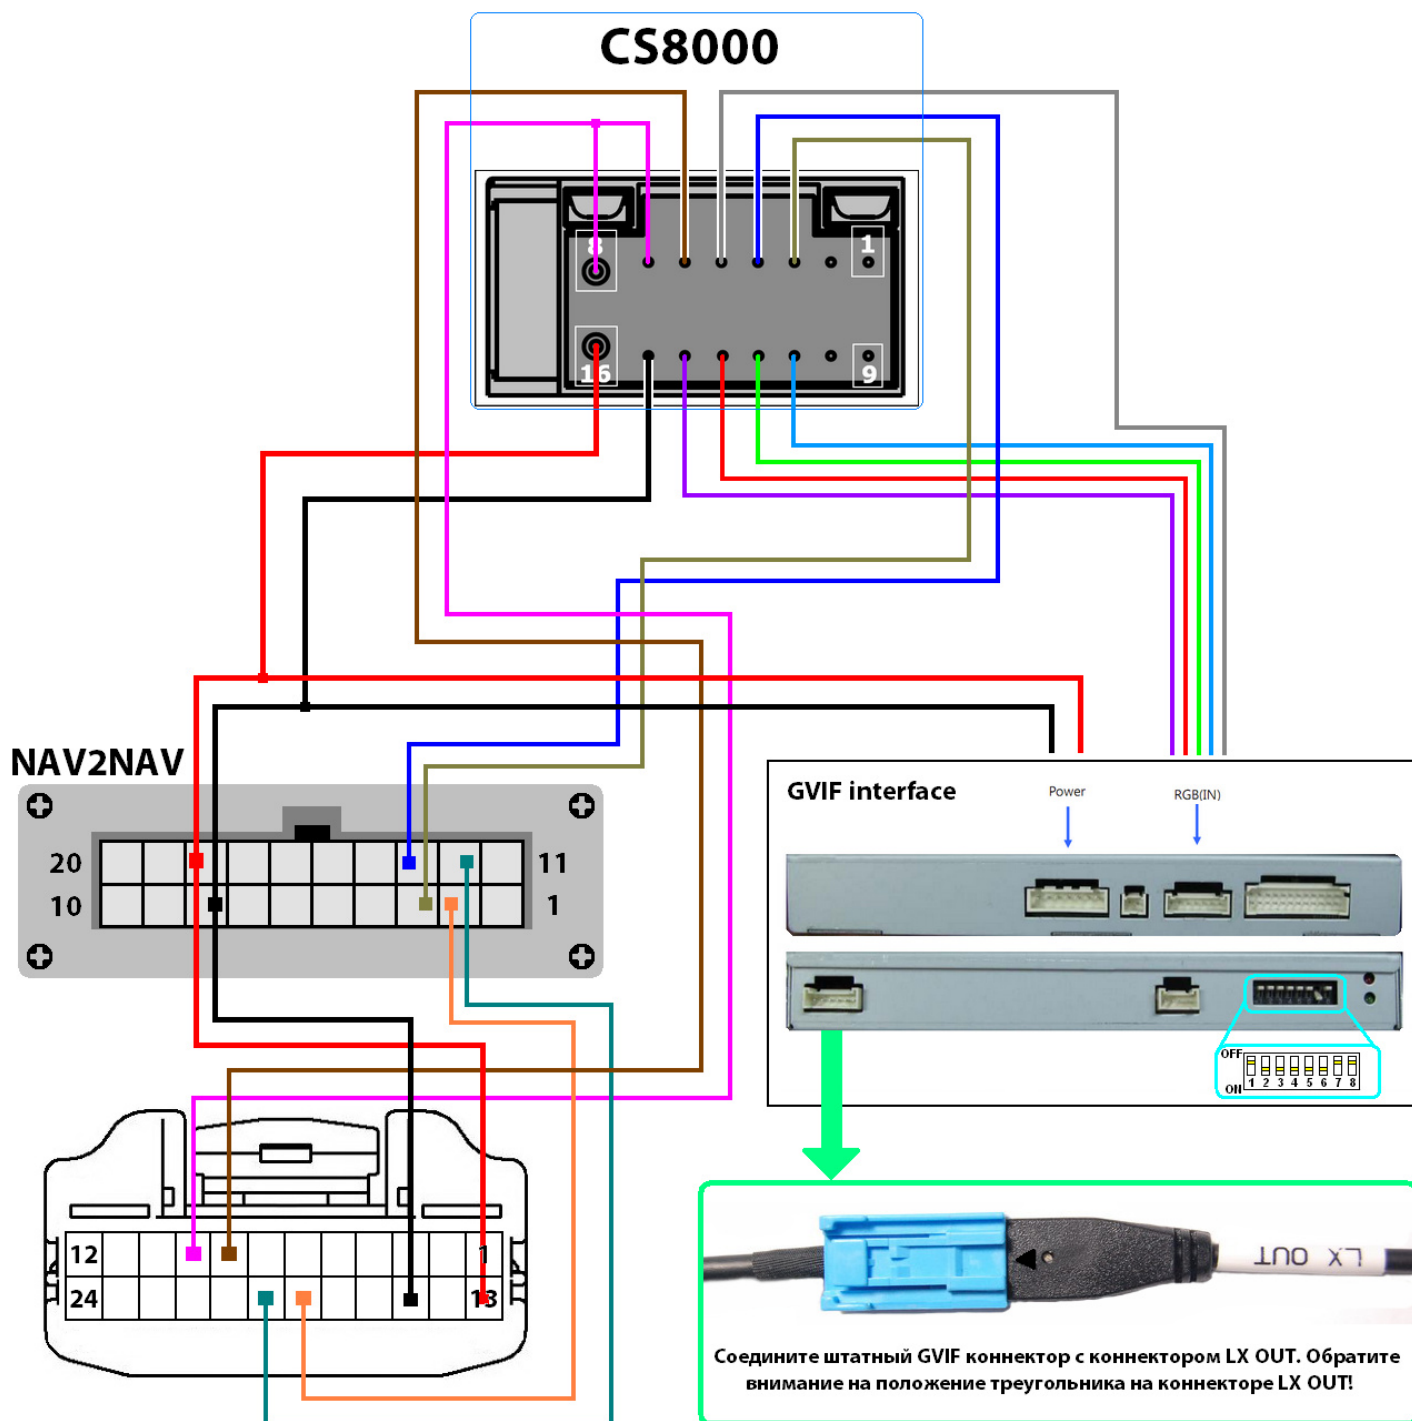 CS8000
8
1
16
9
NAV2NAV
20
11
10
1
GVIF interface
Power
RGB(IN)
OFF
ON
1 2 3 4 5 6 7 8
12
1
24
13
LX OUT
Соедините штатный GVIF коннектор с коннектором LX OUT. Обратите
внимание на положение треугольника на коннекторе LX OUT!